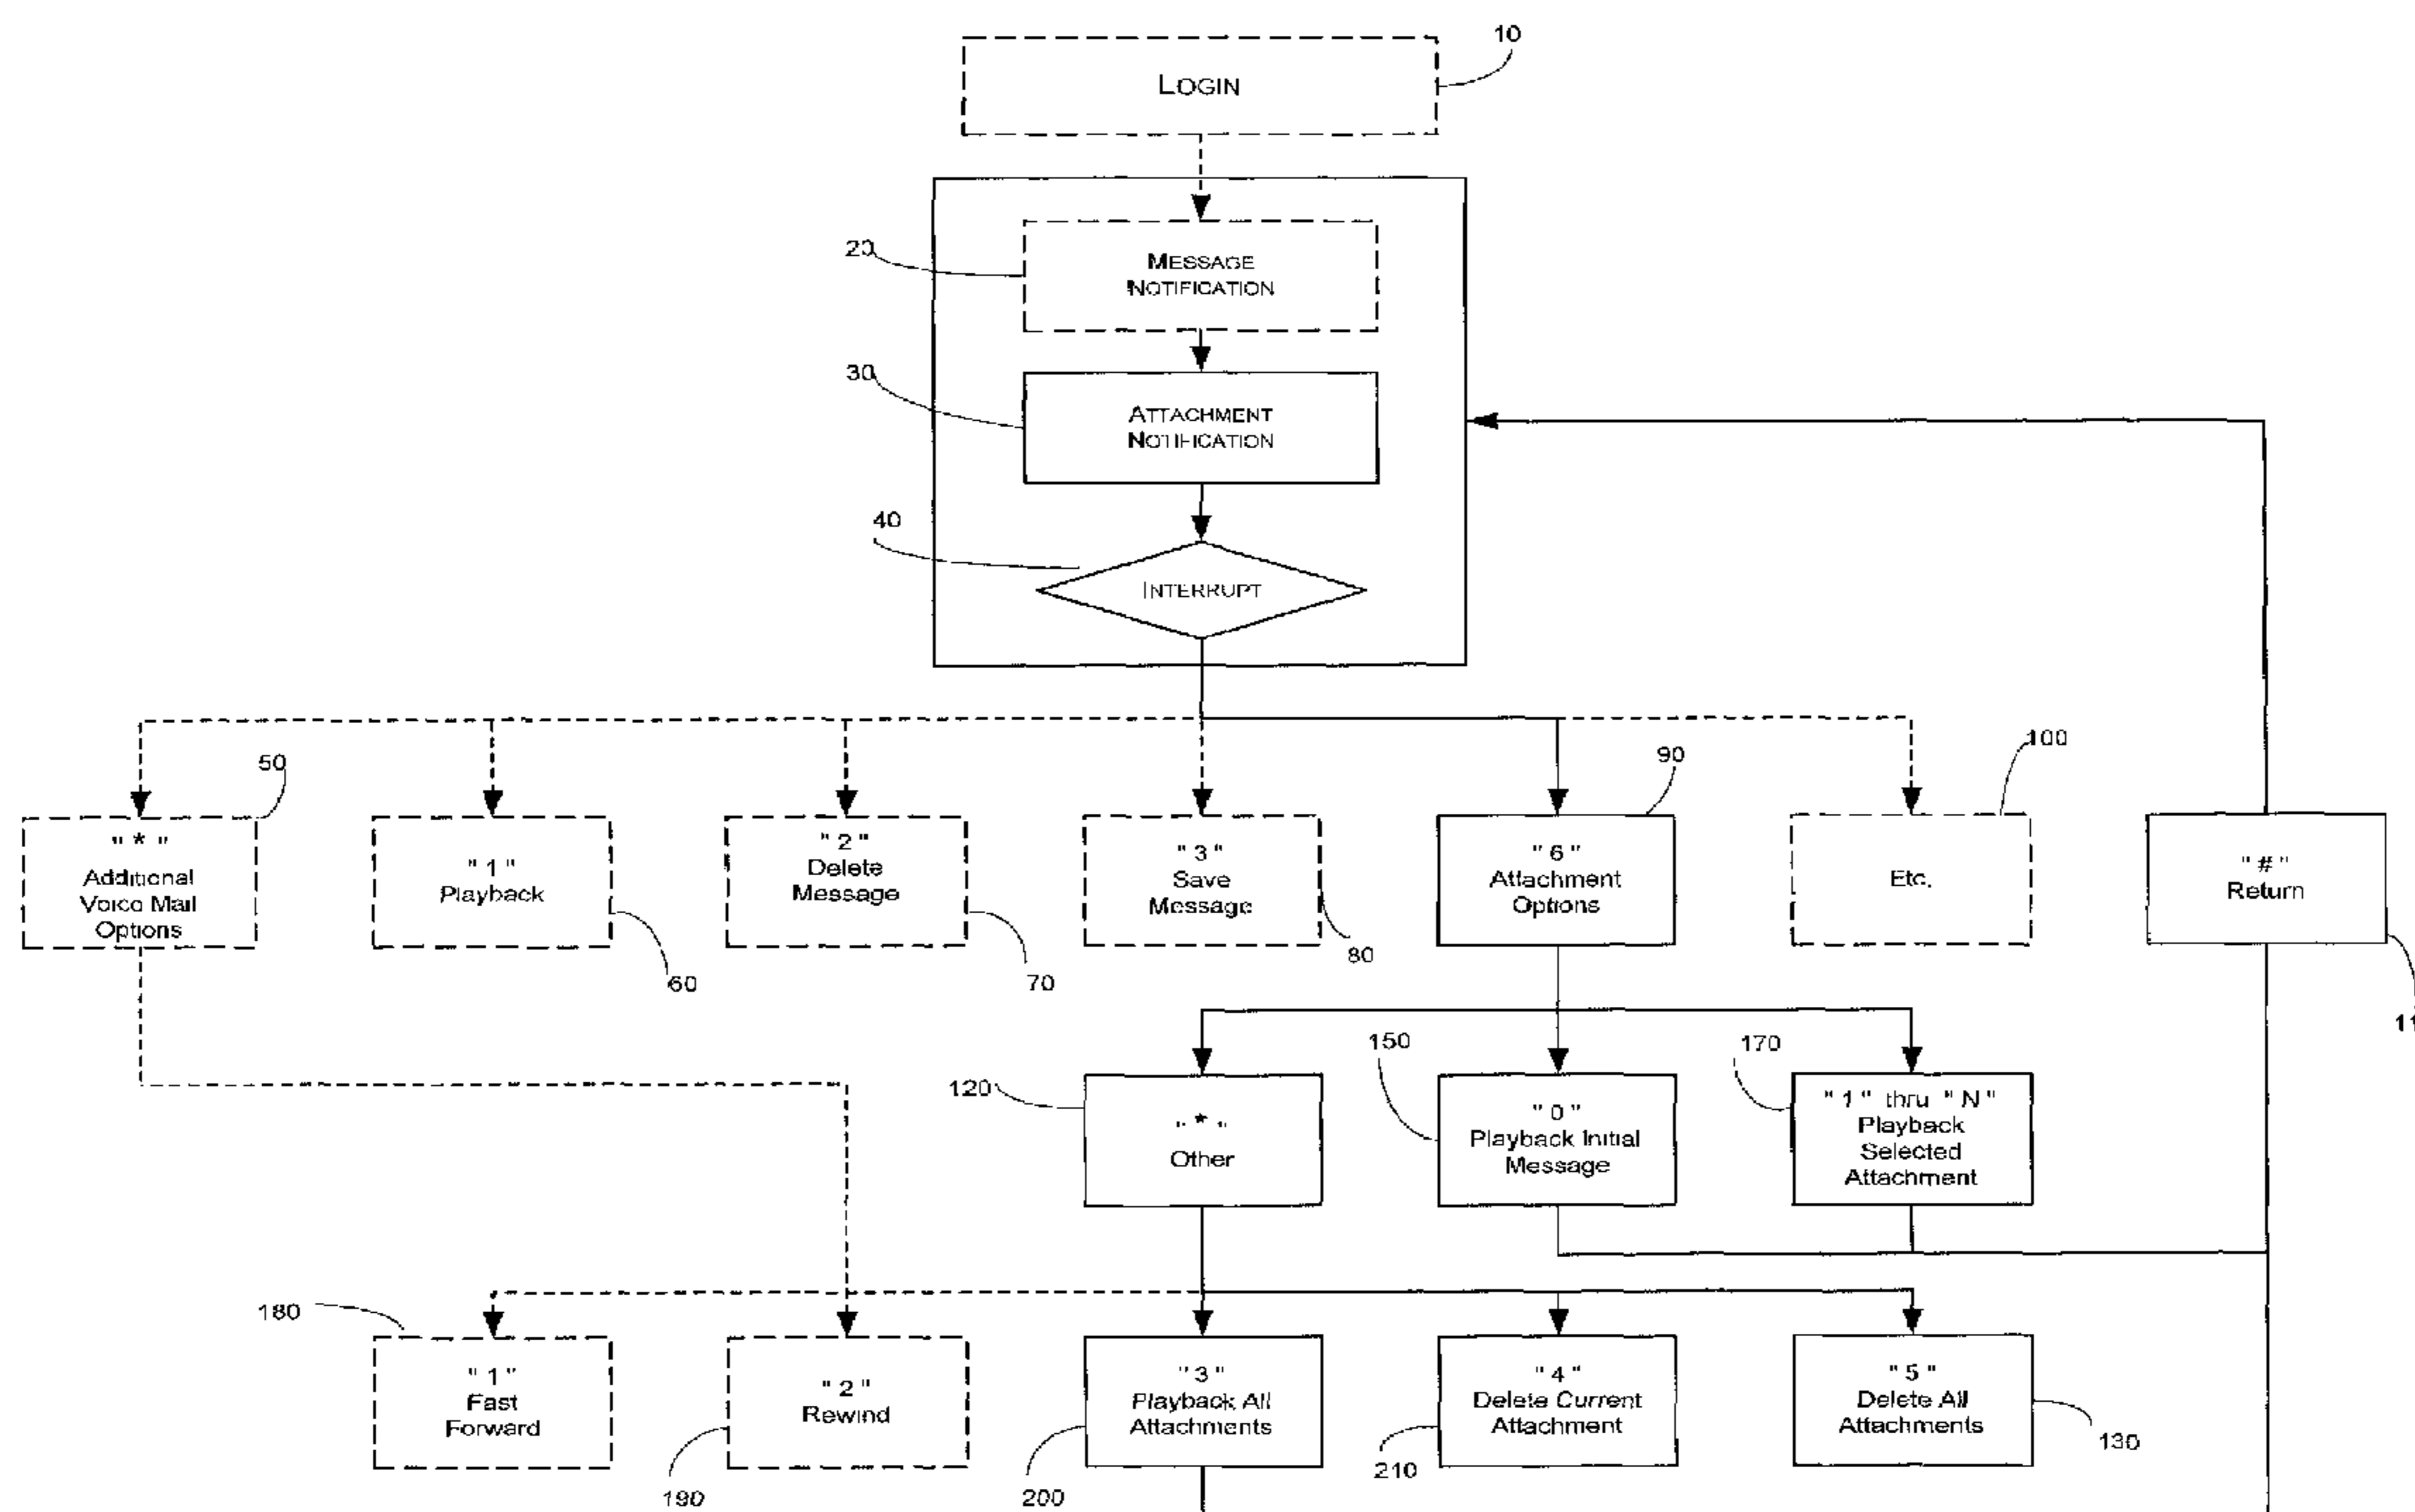 10
LOGIN
20
MESSAGE
NOTIFICATION
30
ATTACHMENT
NOTIFICATION
40
INTERRUPT
50
90
100
" * "
Additional
Voice Mail
Options
" 1 "
Playback
" 2 "
Delete
Message
" 3 "
Save
Message
" 6 "
Attachment
Options
Etc.
" # "
Return
60
70
80
11
120
150
170
" * "
Other
" 0 "
Playback Initial
Message
" 1 " thru " N "
Playback
Selected
Attachment
180
" 1 "
Fast
Forward
" 2 "
Rewind
" 3 "
Playback All
Attachments
" 4 "
Delete Current
Attachment
" 5 "
Delete All
Attachments
190
200
210
130